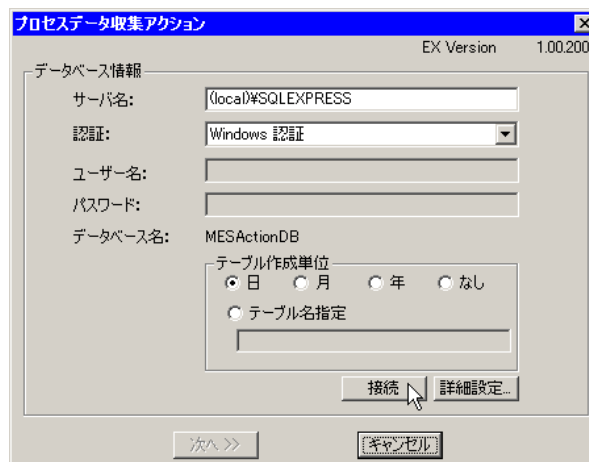 プロセスデータ収集アクション
EX Version 1.00.200
データベース情報
サーバ名: (local)¥SQLEXPRESS
認証: Windows 認証
ユーザー名:
パスワード:
データベース名: MESActionDB
テーブル作成単位
日 月 年 なし
テーブル名指定
接続 詳細設定...
次へ >> キャンセル